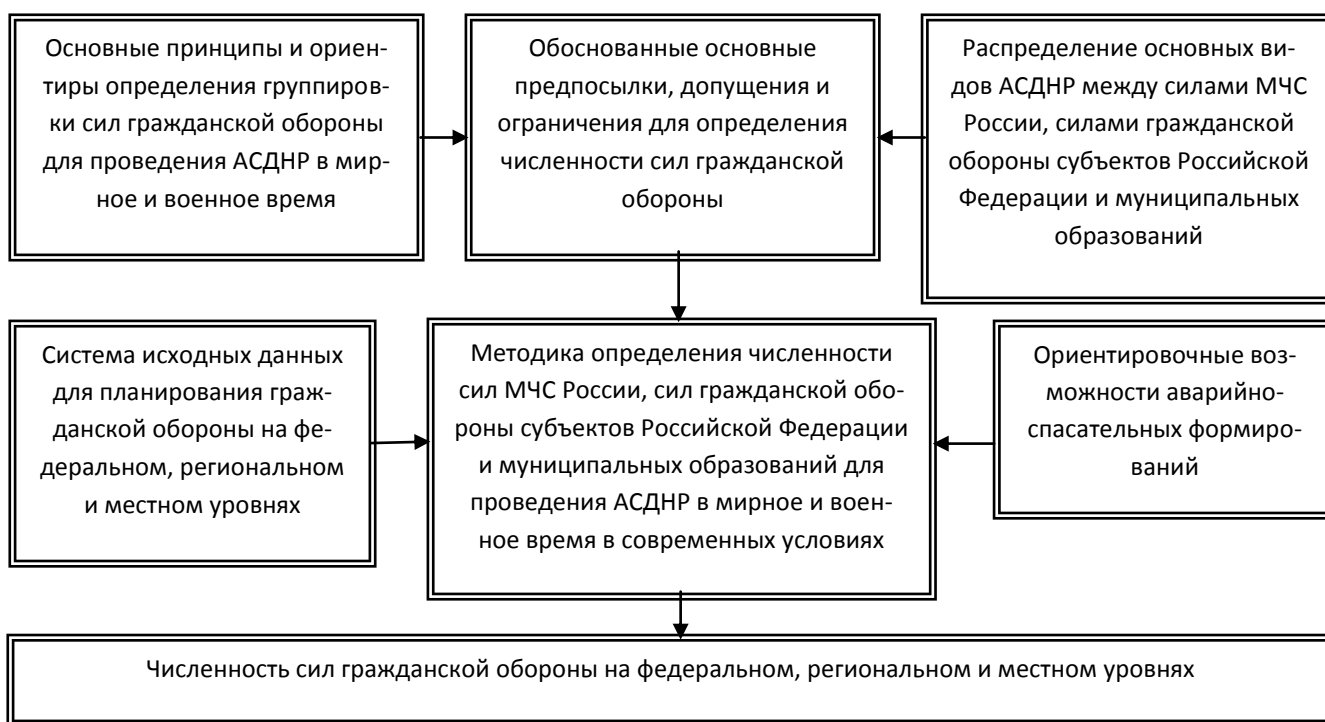 Основные принципы и ориен-
тиры определения группиров-
ки сил гражданской обороны
для проведения АСДНР в мир-
ное и военное время
Обоснованные основные
предпосылки, допущения и
ограничения для определения
численности сил гражданской
обороны
Распределение основных ви-
дов АСДНР между силами МЧС
России, силами гражданской
обороны субъектов Российской
Федерации и муниципальных
образований
Система исходных данных
для планирования граж-
данской обороны на фе-
деральном, региональном
и местном уровнях
Методика определения численности
сил МЧС России, сил гражданской обо-
роны субъектов Российской Федерации
и муниципальных образований для
проведения АСДНР в мирное и воен-
ное время в современных условиях
Ориентировочные воз-
можности аварийно-
спасательных формиро-
ваний
Численность сил гражданской обороны на федеральном, региональном и местном уровнях